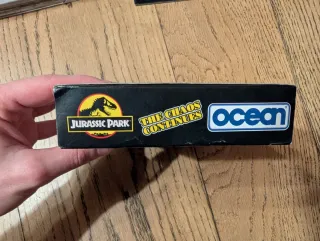 JURASSIC PARK
THE CHAOS
CONTINUES
ocean